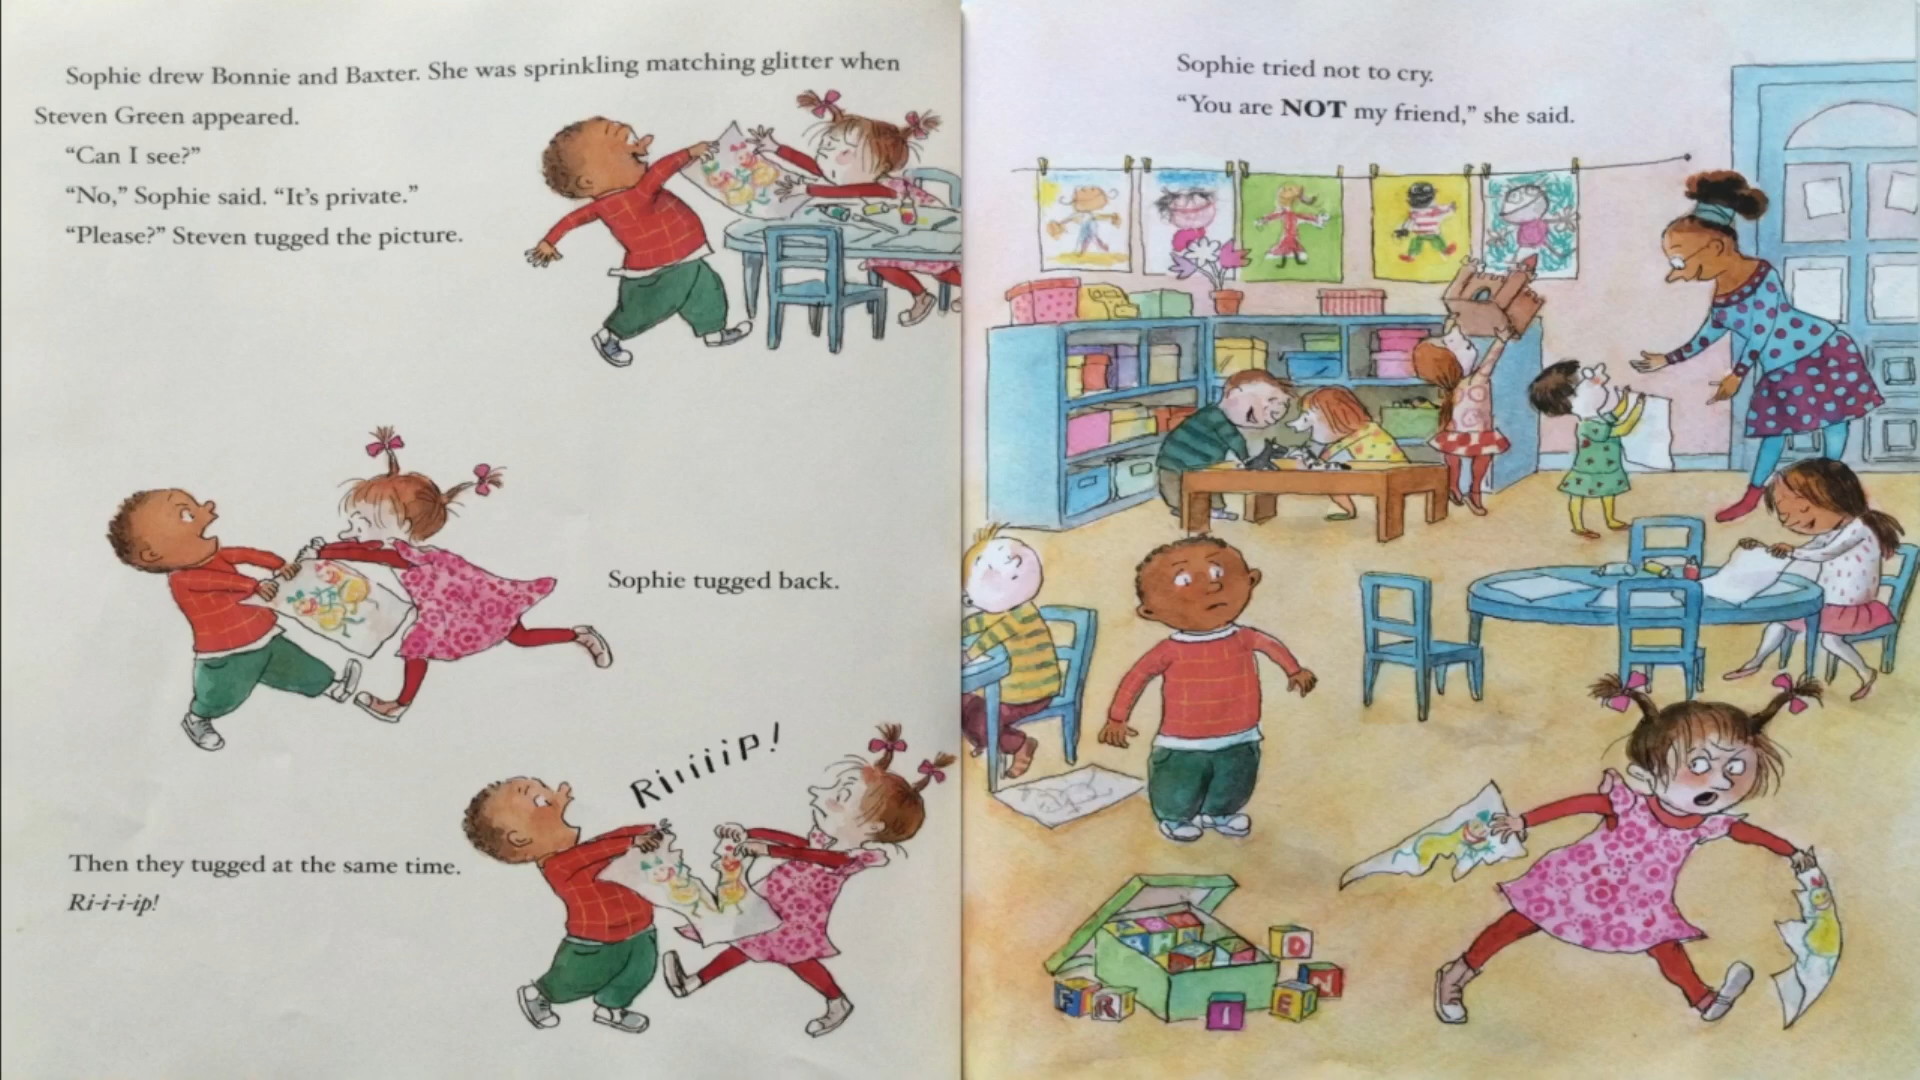 Sophie drew Bonnie and Baxter. She was sprinkling matching glitter when
Steven Green appeared.
“Can I see?”
“No,” Sophie said. “It’s private.”
“Please?” Steven tugged the picture.
Sophie tugged back.
Riiiiip!
Then they tugged at the same time.
Ri-i-i-ip!
Sophie tried not to cry.
“You are NOT my friend,” she said.
D
N
F R I E